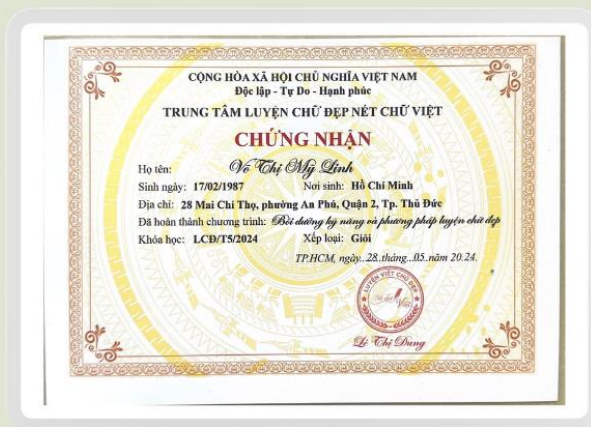 CỘNG HÒA XÃ HỘI CHỦ NGHĨA VIỆT NAM
Độc lập - Tự Do - Hạnh phúc
TRUNG TÂM LUYỆN CHỮ ĐẸP NÉT CHỮ VIỆT
CHỨNG NHẬN
Họ tên: Võ Thị Mỹ Linh
Sinh ngày: 17/02/1987 Nơi sinh: Hồ Chí Minh
Địa chỉ: 28 Mai Chí Thọ, phường An Phú, Quận 2, Tp. Thủ Đức
Đã hoàn thành chương trình: Bồi dưỡng kỹ năng và phương pháp luyện chữ đẹp
Khóa học: LCĐ/T5/2024 Xếp loại: Giỏi
TP.HCM, ngày..28.tháng...05.năm 20.24.
LUYỆN VIẾT CHỮ ĐẸP
Lê Thị Dung